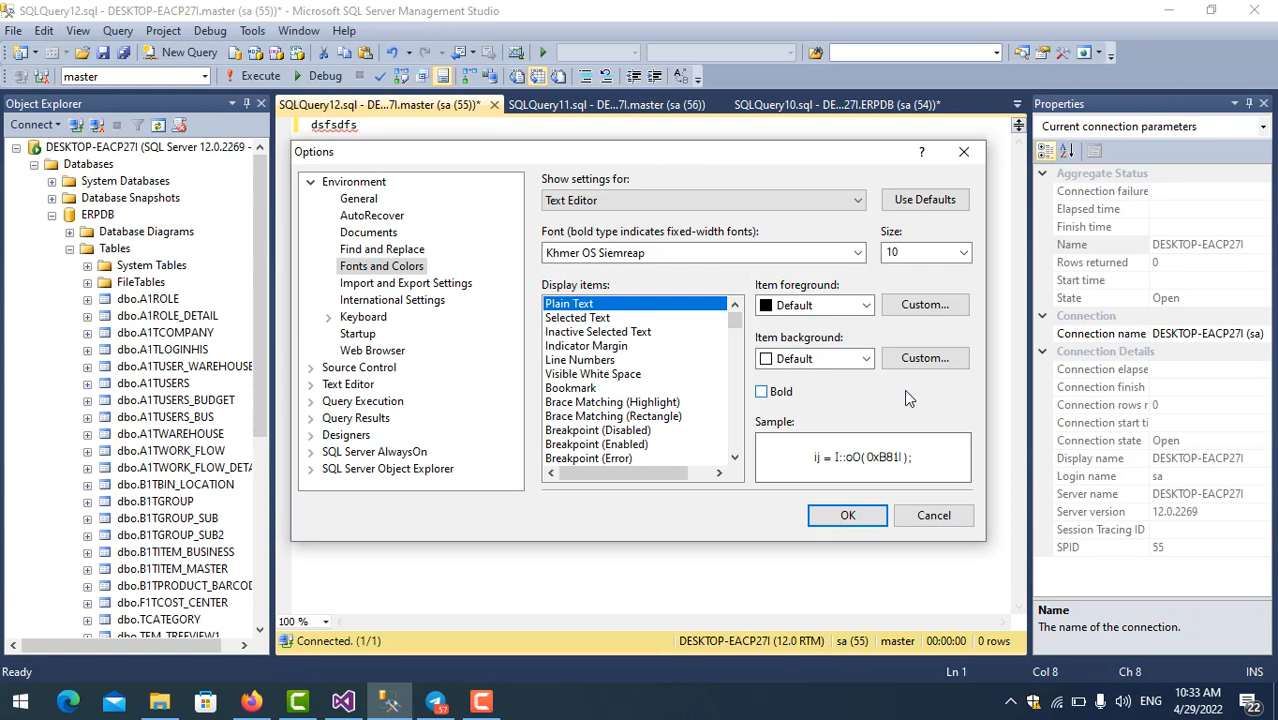 SQLQuery12.sql - DESKTOP-EACP27I.master (sa (55))* - Microsoft SQL Server Management Studio
File Edit View Query Project Debug Tools Window Help
New Query
master Execute Debug
Object Explorer
Connect
DESKTOP-EACP27I (SQL Server 12.0.2269
Databases
System Databases
Database Snapshots
ERPDB
Database Diagrams
Tables
System Tables
FileTables
dbo.A1ROLE
dbo.A1ROLE_DETAIL
dbo.A1TCOMPANY
dbo.A1TLOGINHIS
dbo.A1TUSER_WAREHOUSE
dbo.A1TUSERS
dbo.A1TUSERS_BUDGET
dbo.A1TUSERS_BUS
dbo.A1TWAREHOUSE
dbo.A1TWORK_FLOW
dbo.A1TWORK_FLOW_DETA
dbo.B1TBIN_LOCATION
dbo.B1TGROUP
dbo.B1TGROUP_SUB
dbo.B1TGROUP_SUB2
dbo.B1TITEM_BUSINESS
dbo.B1TITEM_MASTER
dbo.B1TPRODUCT_BARCOD
dbo.F1TCOST_CENTER
dbo.TCATEGORY
dbo.TEM_TREEVIEW1
SQLQuery12.sql - DE...7I.master (sa (55))* SQLQuery11.sql - DE...7I.master (sa (56)) SQLQuery10.sql - DE...27I.ERPDB (sa (54))*
dsfsdfs
Options
Environment
General
AutoRecover
Documents
Find and Replace
Fonts and Colors
Import and Export Settings
International Settings
Keyboard
Startup
Web Browser
Source Control
Text Editor
Query Execution
Query Results
Designers
SQL Server AlwaysOn
SQL Server Object Explorer
Show settings for:
Text Editor Use Defaults
Font (bold type indicates fixed-width fonts): Size:
Khmer OS Siemreap 10
Display items:
Plain Text
Selected Text
Inactive Selected Text
Indicator Margin
Line Numbers
Visible White Space
Bookmark
Brace Matching (Highlight)
Brace Matching (Rectangle)
Breakpoint (Disabled)
Breakpoint (Enabled)
Breakpoint (Error)
Item foreground:
Default Custom...
Item background:
Default Custom...
Bold
Sample:
ij = I::oO(0xB81l);
OK Cancel
100 %
Connected. (1/1) DESKTOP-EACP27I (12.0 RTM) sa (55) master 00:00:00 0 rows
Properties
Current connection parameters
Aggregate Status
Connection failure
Elapsed time
Finish time
Name DESKTOP-EACP27I
Rows returned 0
Start time
State Open
Connection
Connection name DESKTOP-EACP27I (sa)
Connection Details
Connection elapse
Connection finish
Connection rows r 0
Connection start ti
Connection state Open
Display name DESKTOP-EACP27I
Login name sa
Server name DESKTOP-EACP27I
Server version 12.0.2269
Session Tracing ID
SPID 55
Name
The name of the connection.
Ready Ln 1 Col 8 Ch 8 INS
57 ENG 10:33 AM
4/29/2022 22